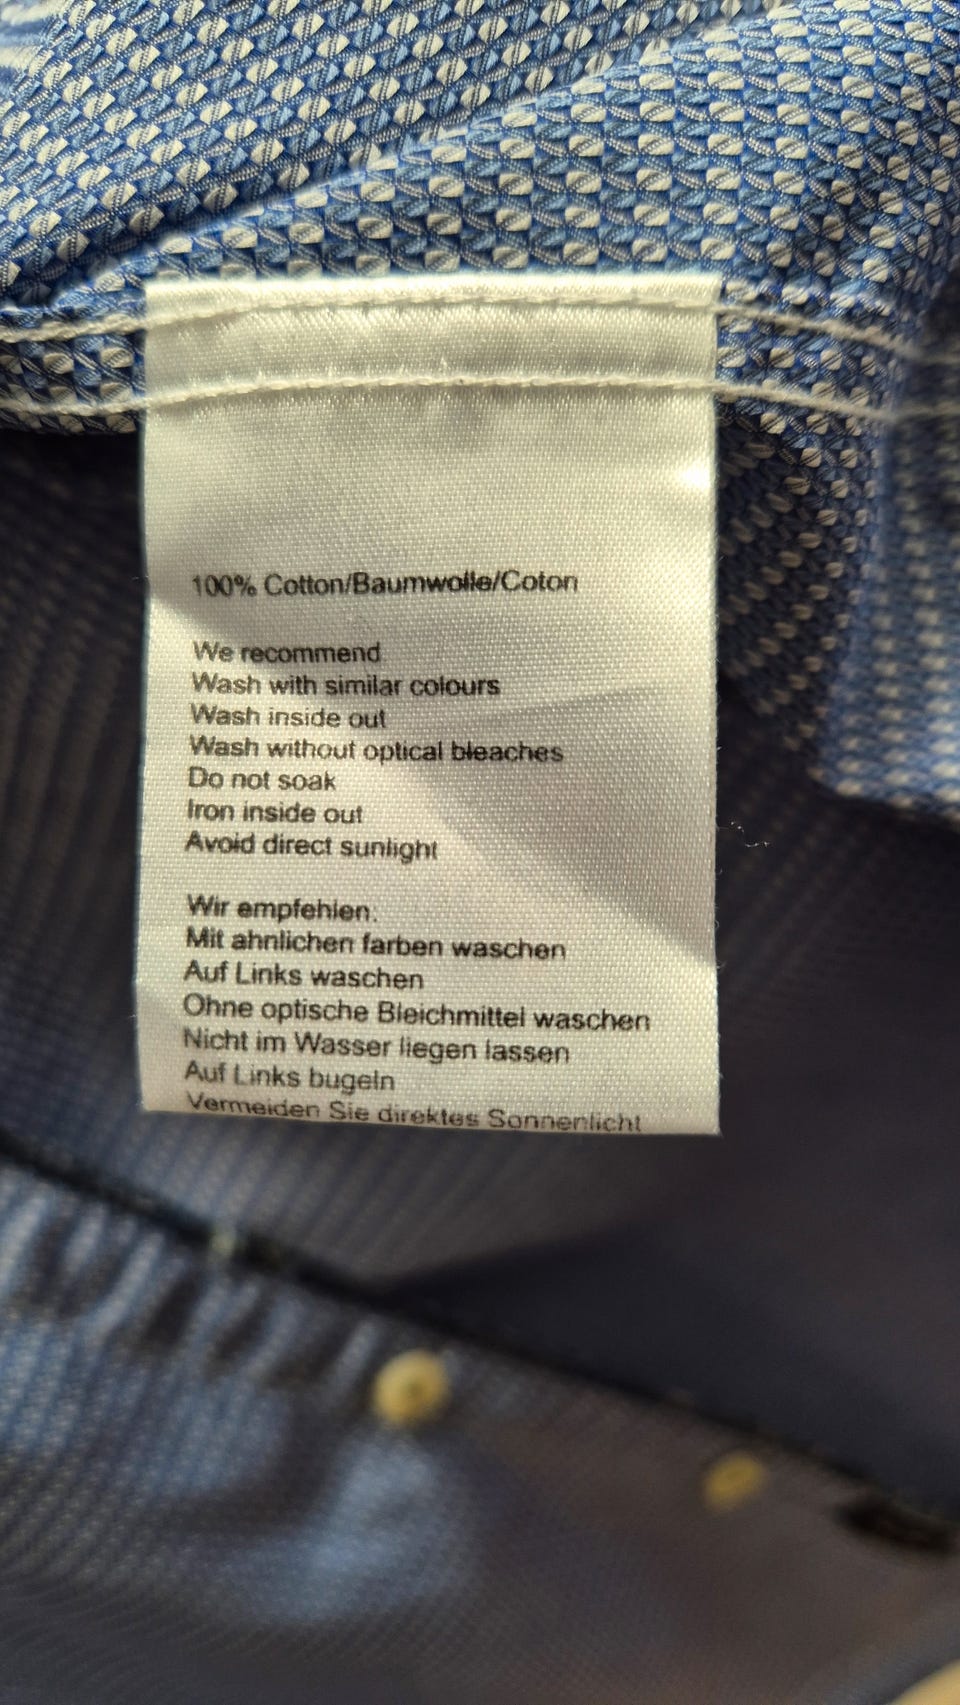 100% Cotton/Baumwolle/Coton
We recommend
Wash with similar colours
Wash inside out
Wash without optical bleaches
Do not soak
Iron inside out
Avoid direct sunlight
Wir empfehlen:
Mit ahnlichen farben waschen
Auf Links waschen
Ohne optische Bleichmittel waschen
Nicht im Wasser liegen lassen
Auf Links bugeln
Vermeiden Sie direktes Sonnenlicht